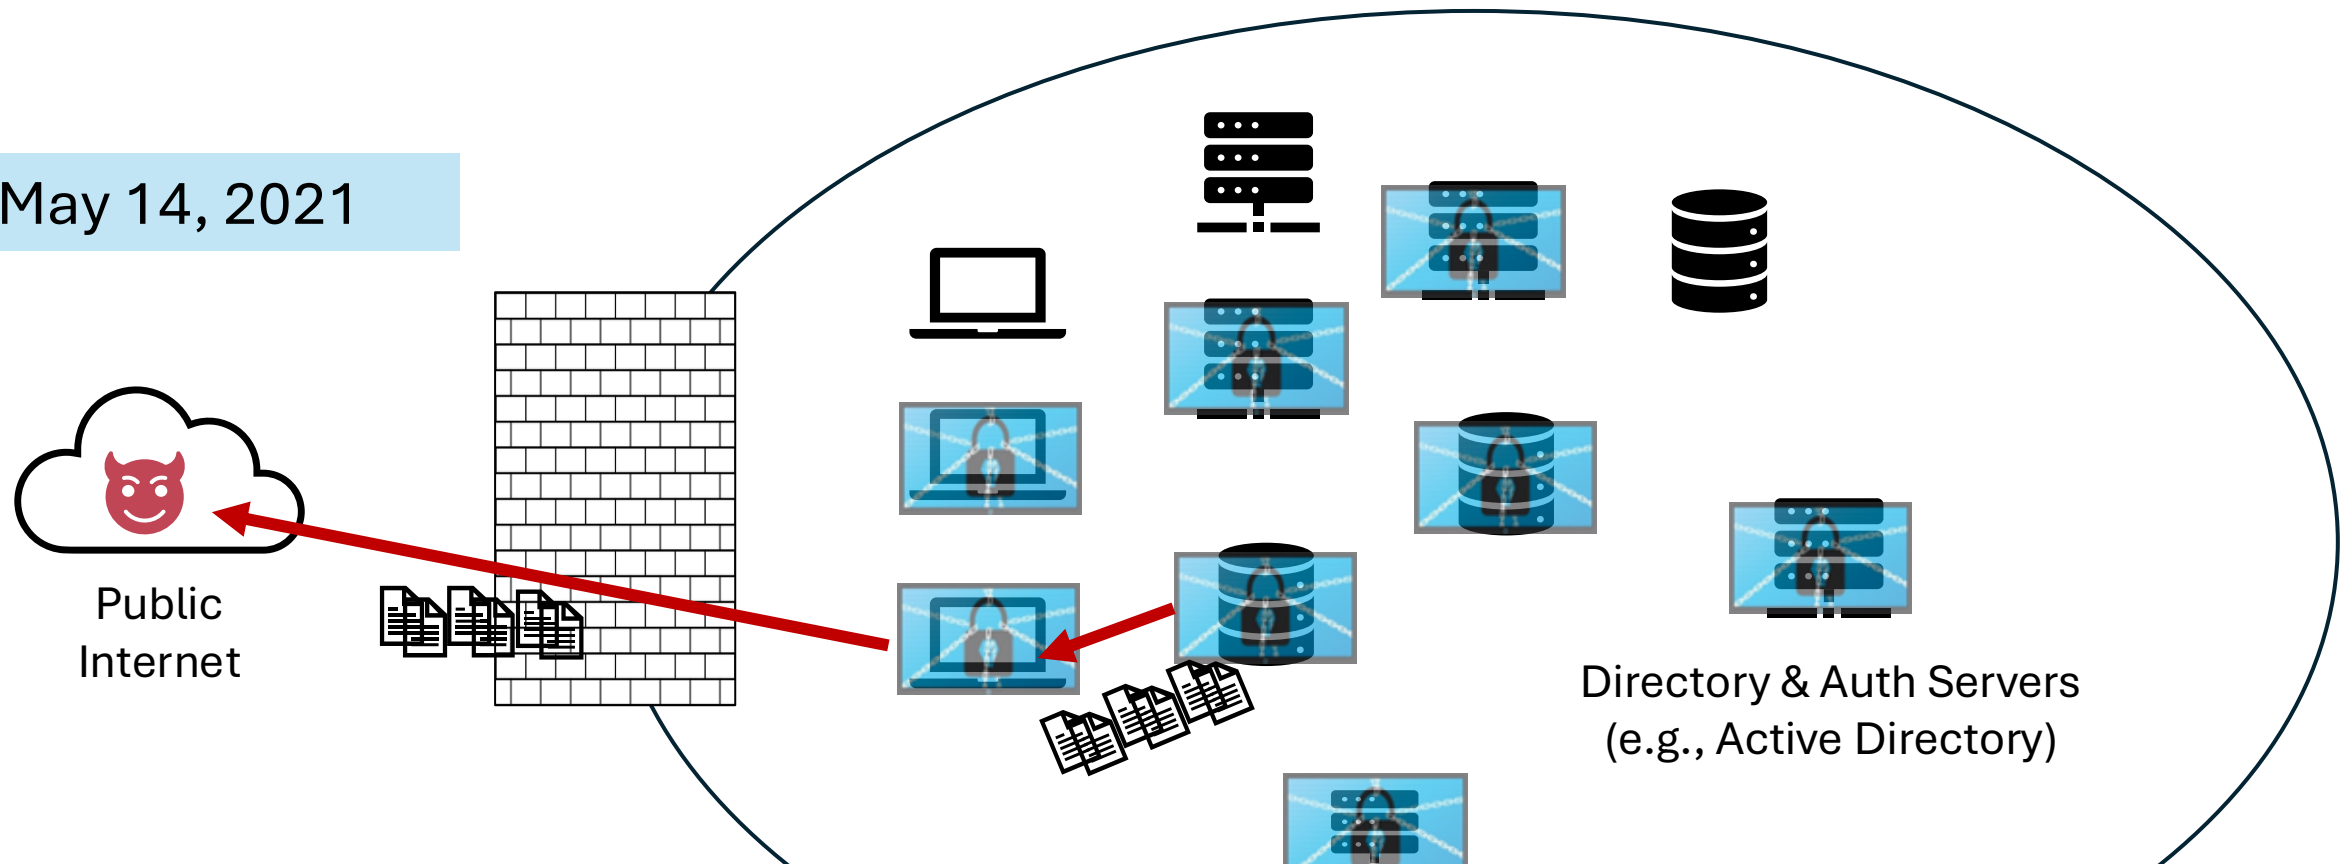 May 14, 2021
Public
Internet
Directory & Auth Servers
(e.g., Active Directory)